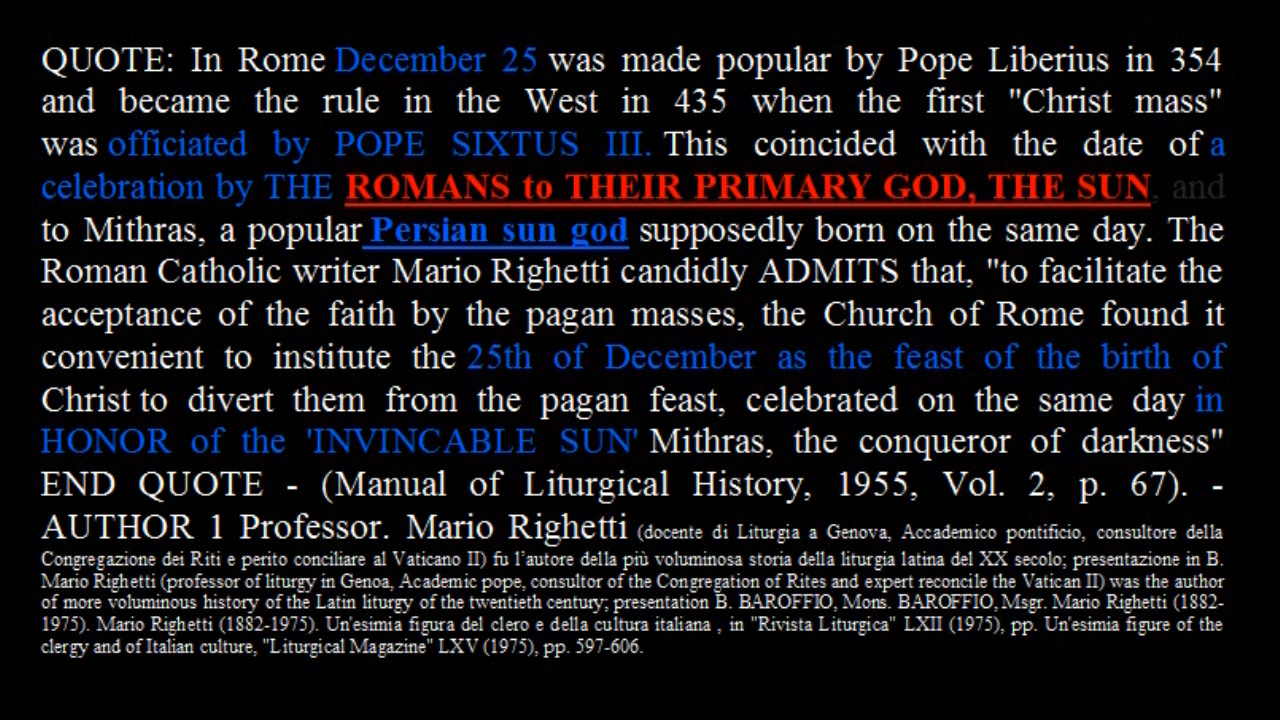 QUOTE: In Rome December 25 was made popular by Pope Liberius in 354
and became the rule in the West in 435 when the first "Christ mass"
was officiated by POPE SIXTUS III. This coincided with the date of a
celebration by THE ROMANS to THEIR PRIMARY GOD, THE SUN, and
to Mithras, a popular Persian sun god supposedly born on the same day. The
Roman Catholic writer Mario Righetti candidly ADMITS that, "to facilitate the
acceptance of the faith by the pagan masses, the Church of Rome found it
convenient to institute the 25th of December as the feast of the birth of
Christ to divert them from the pagan feast, celebrated on the same day in
HONOR of the 'INVINCABLE SUN' Mithras, the conqueror of darkness"
END QUOTE - (Manual of Liturgical History, 1955, Vol. 2, p. 67). -
AUTHOR 1 Professor. Mario Righetti (docente di Liturgia a Genova, Accademico pontificio, consultore della
Congregazione dei Riti e perito conciliare al Vaticano II) fu l'autore della più voluminosa storia della liturgia latina del XX secolo; presentazione in B.
Mario Righetti (professor of liturgy in Genoa, Academic pope, consultor of the Congregation of Rites and expert reconcile the Vatican II) was the author
of more voluminous history of the Latin liturgy of the twentieth century; presentation B. BAROFFIO, Mons. BAROFFIO, Msgr. Mario Righetti (1882-
1975). Mario Righetti (1882-1975). Un'esimia figura del clero e della cultura italiana , in "Rivista Liturgica" LXII (1975), pp. Un'esimia figure of the
clergy and of Italian culture, "Liturgical Magazine" LXV (1975), pp. 597-606.